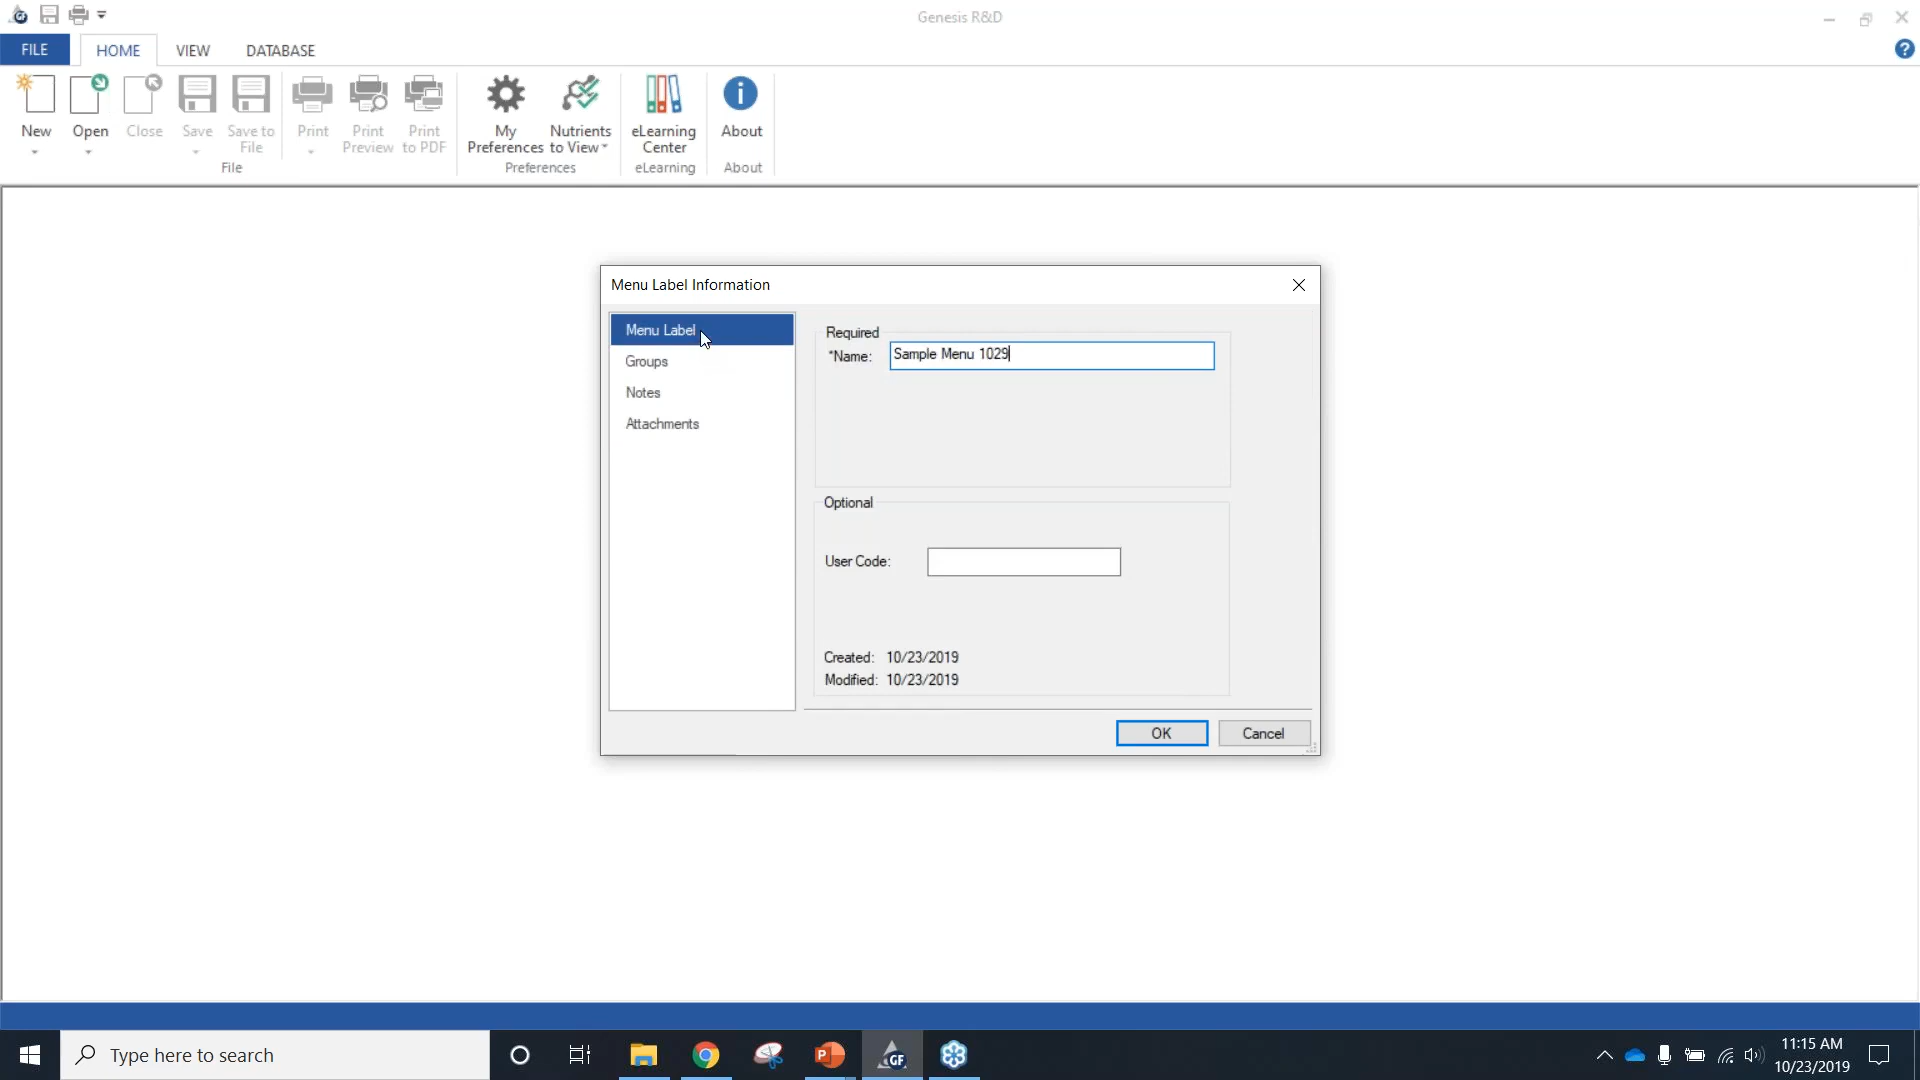 Genesis R&D
FILE
HOME
VIEW
DATABASE
?
New
Open
Close
Save
Save to
File
Print
Print
Preview
Print
to PDF
My
Preferences
Nutrients
to View
eLearning
Center
About
File
Preferences
eLearning
About
Menu Label Information
Menu Label
Groups
Notes
Attachments
Required
*Name:
Sample Menu 1029
Optional
User Code:
Created: 10/23/2019
Modified: 10/23/2019
OK
Cancel
Type here to search
GF
11:15 AM
10/23/2019